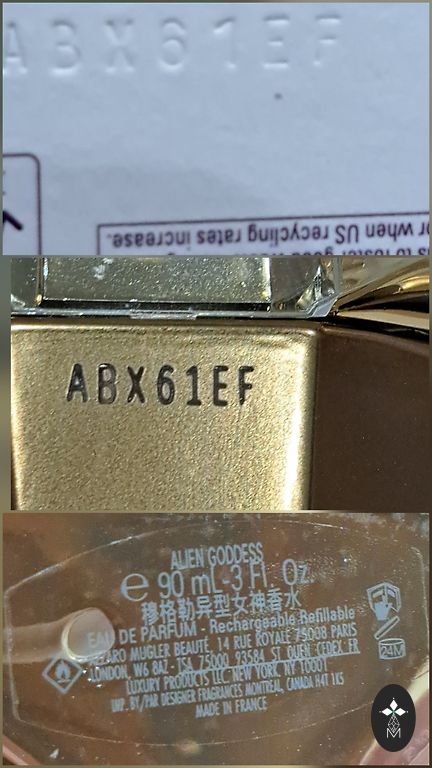 ABX61EF
or when US recycling rates increase.
ABX61EF
ALIEN GODDESS
e 90 mL-3 Fl. Oz
穆格勒异型女神香水
EAU DE PARFUM - Rechargeable Refillable
MUGLER BEAUTÉ, 14 RUE ROYALE 75008 PARIS
LONDON, W6 8AZ - TSA 75000 93584 ST OUEN CEDEX FR
LUXURY PRODUCTS LLC, NEW YORK, NY 10001
IMP. BY/PAR DESIGNER FRAGRANCES MONTREAL, CANADA H4T 1K5
MADE IN FRANCE
24M
M